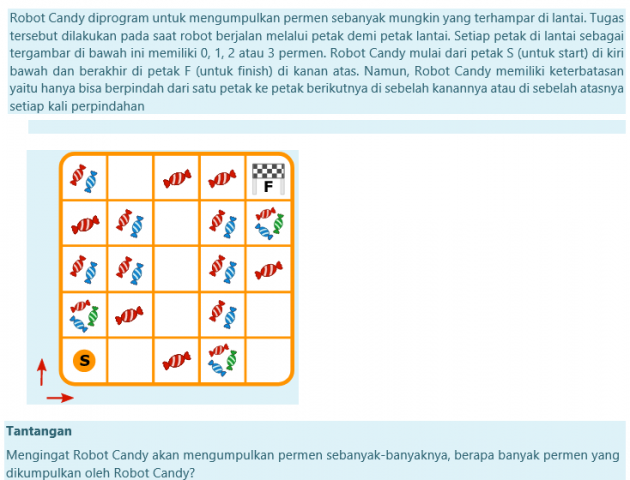 Robot Candy diprogram untuk mengumpulkan permen sebanyak mungkin yang terhampar di lantai. Tugas
tersebut dilakukan pada saat robot berjalan melalui petak demi petak lantai. Setiap petak di lantai sebagai
tergambar di bawah ini memiliki 0, 1, 2 atau 3 permen. Robot Candy mulai dari petak S (untuk start) di kiri
bawah dan berakhir di petak F (untuk finish) di kanan atas. Namun, Robot Candy memiliki keterbatasan
yaitu hanya bisa berpindah dari satu petak ke petak berikutnya di sebelah kanannya atau di sebelah atasnya
setiap kali perpindahan
F
S
Tantangan
Mengingat Robot Candy akan mengumpulkan permen sebanyak-banyaknya, berapa banyak permen yang
dikumpulkan oleh Robot Candy?